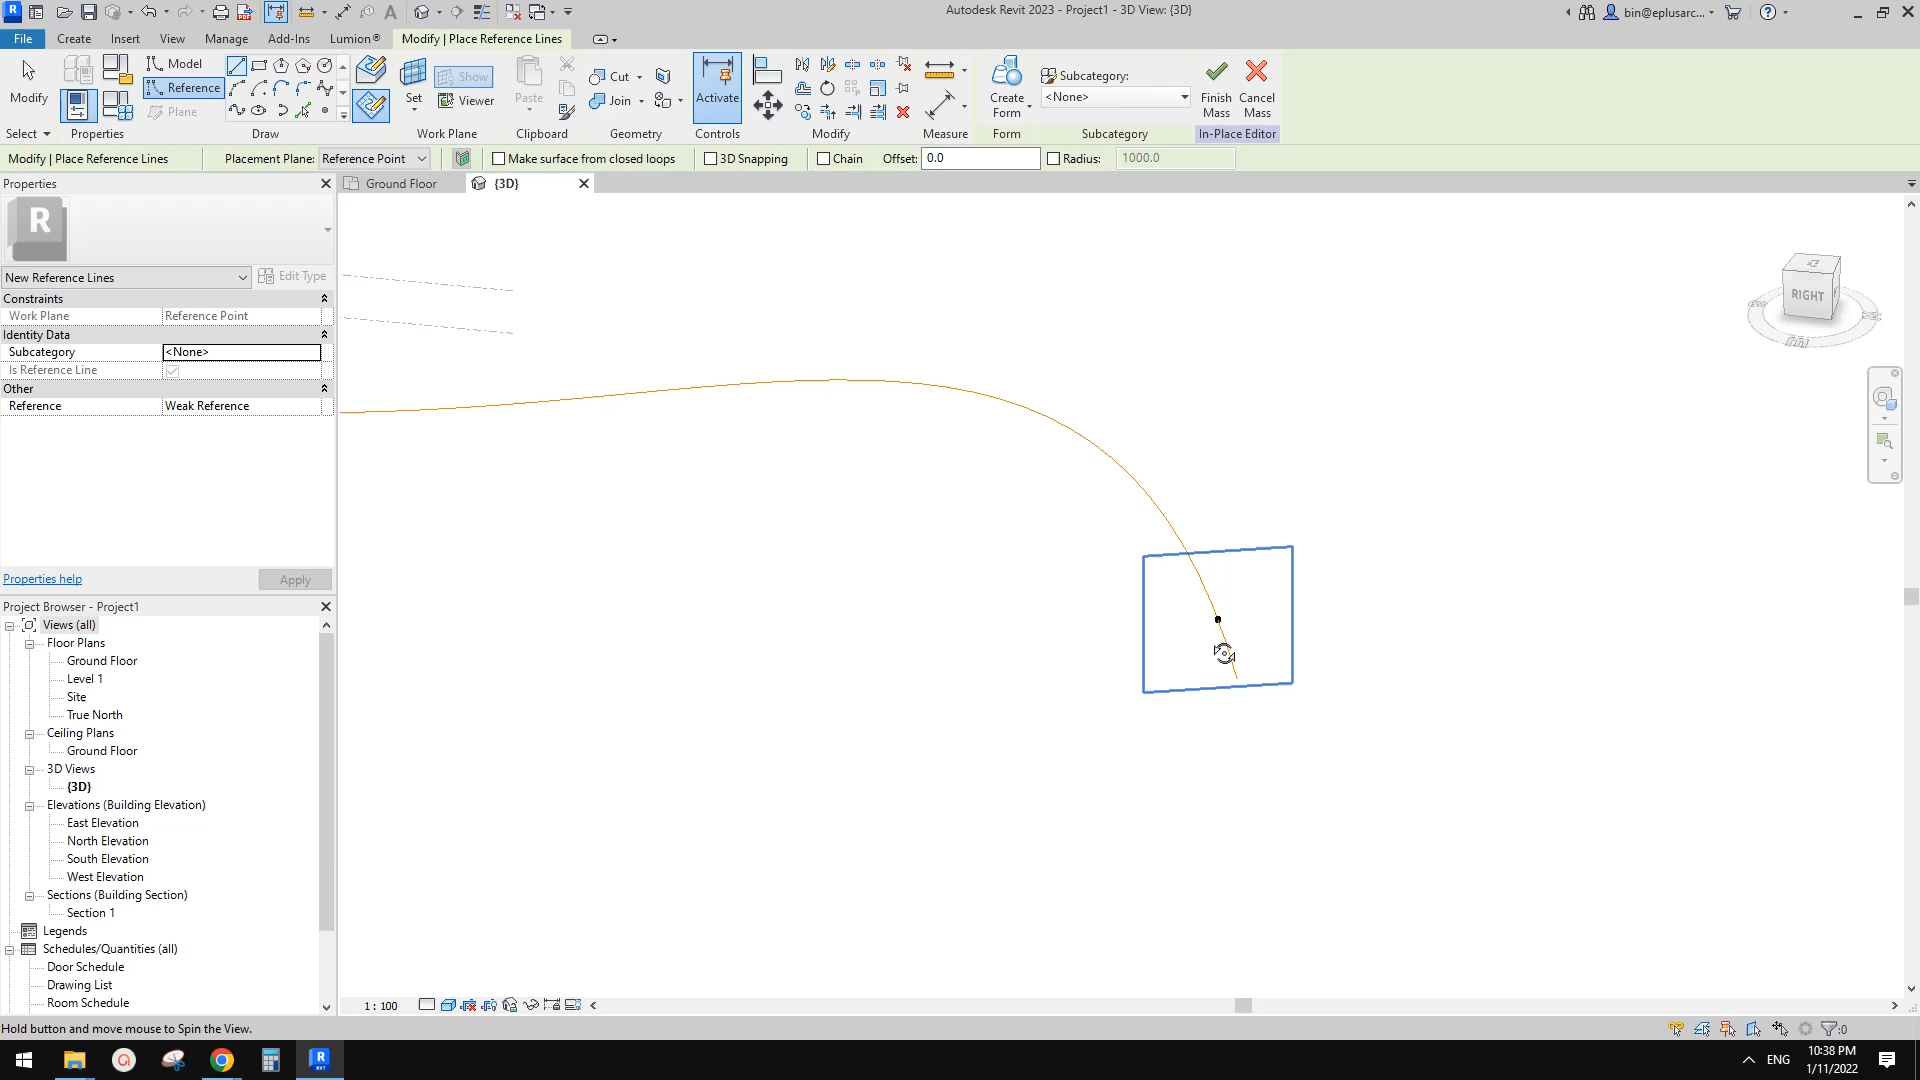 Autodesk Revit 2023 - Project1 - 3D View: {3D}
bin@eplusarc...
File
Create
Insert
View
Manage
Add-Ins
Lumion®
Modify | Place Reference Lines
Modify
Model
Reference
Plane
Set
Show
Viewer
Paste
Cut
Join
Activate
Create
Form
Subcategory:
<None>
Finish
Mass
Cancel
Mass
Select
Properties
Draw
Work Plane
Clipboard
Geometry
Controls
Modify
Measure
Form
Subcategory
In-Place Editor
Modify | Place Reference Lines
Placement Plane:
Reference Point
Make surface from closed loops
3D Snapping
Chain
Offset:
0.0
Radius:
1000.0
Properties
Ground Floor
{3D}
R
New Reference Lines
Edit Type
Constraints
Work Plane
Reference Point
Identity Data
Subcategory
<None>
Is Reference Line
Other
Reference
Weak Reference
RIGHT
Properties help
Apply
Project Browser - Project1
Views (all)
Floor Plans
Ground Floor
Level 1
Site
True North
Ceiling Plans
Ground Floor
3D Views
{3D}
Elevations (Building Elevation)
East Elevation
North Elevation
South Elevation
West Elevation
Sections (Building Section)
Section 1
Legends
Schedules/Quantities (all)
Door Schedule
Drawing List
Room Schedule
1 : 100
Hold button and move mouse to Spin the View.
:0
ENG
10:38 PM
1/11/2022